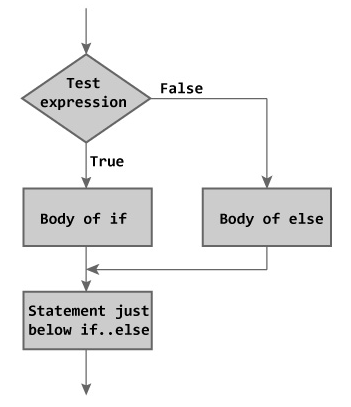 Test
expression
False
True
Body of if
Body of else
Statement just
below if..else